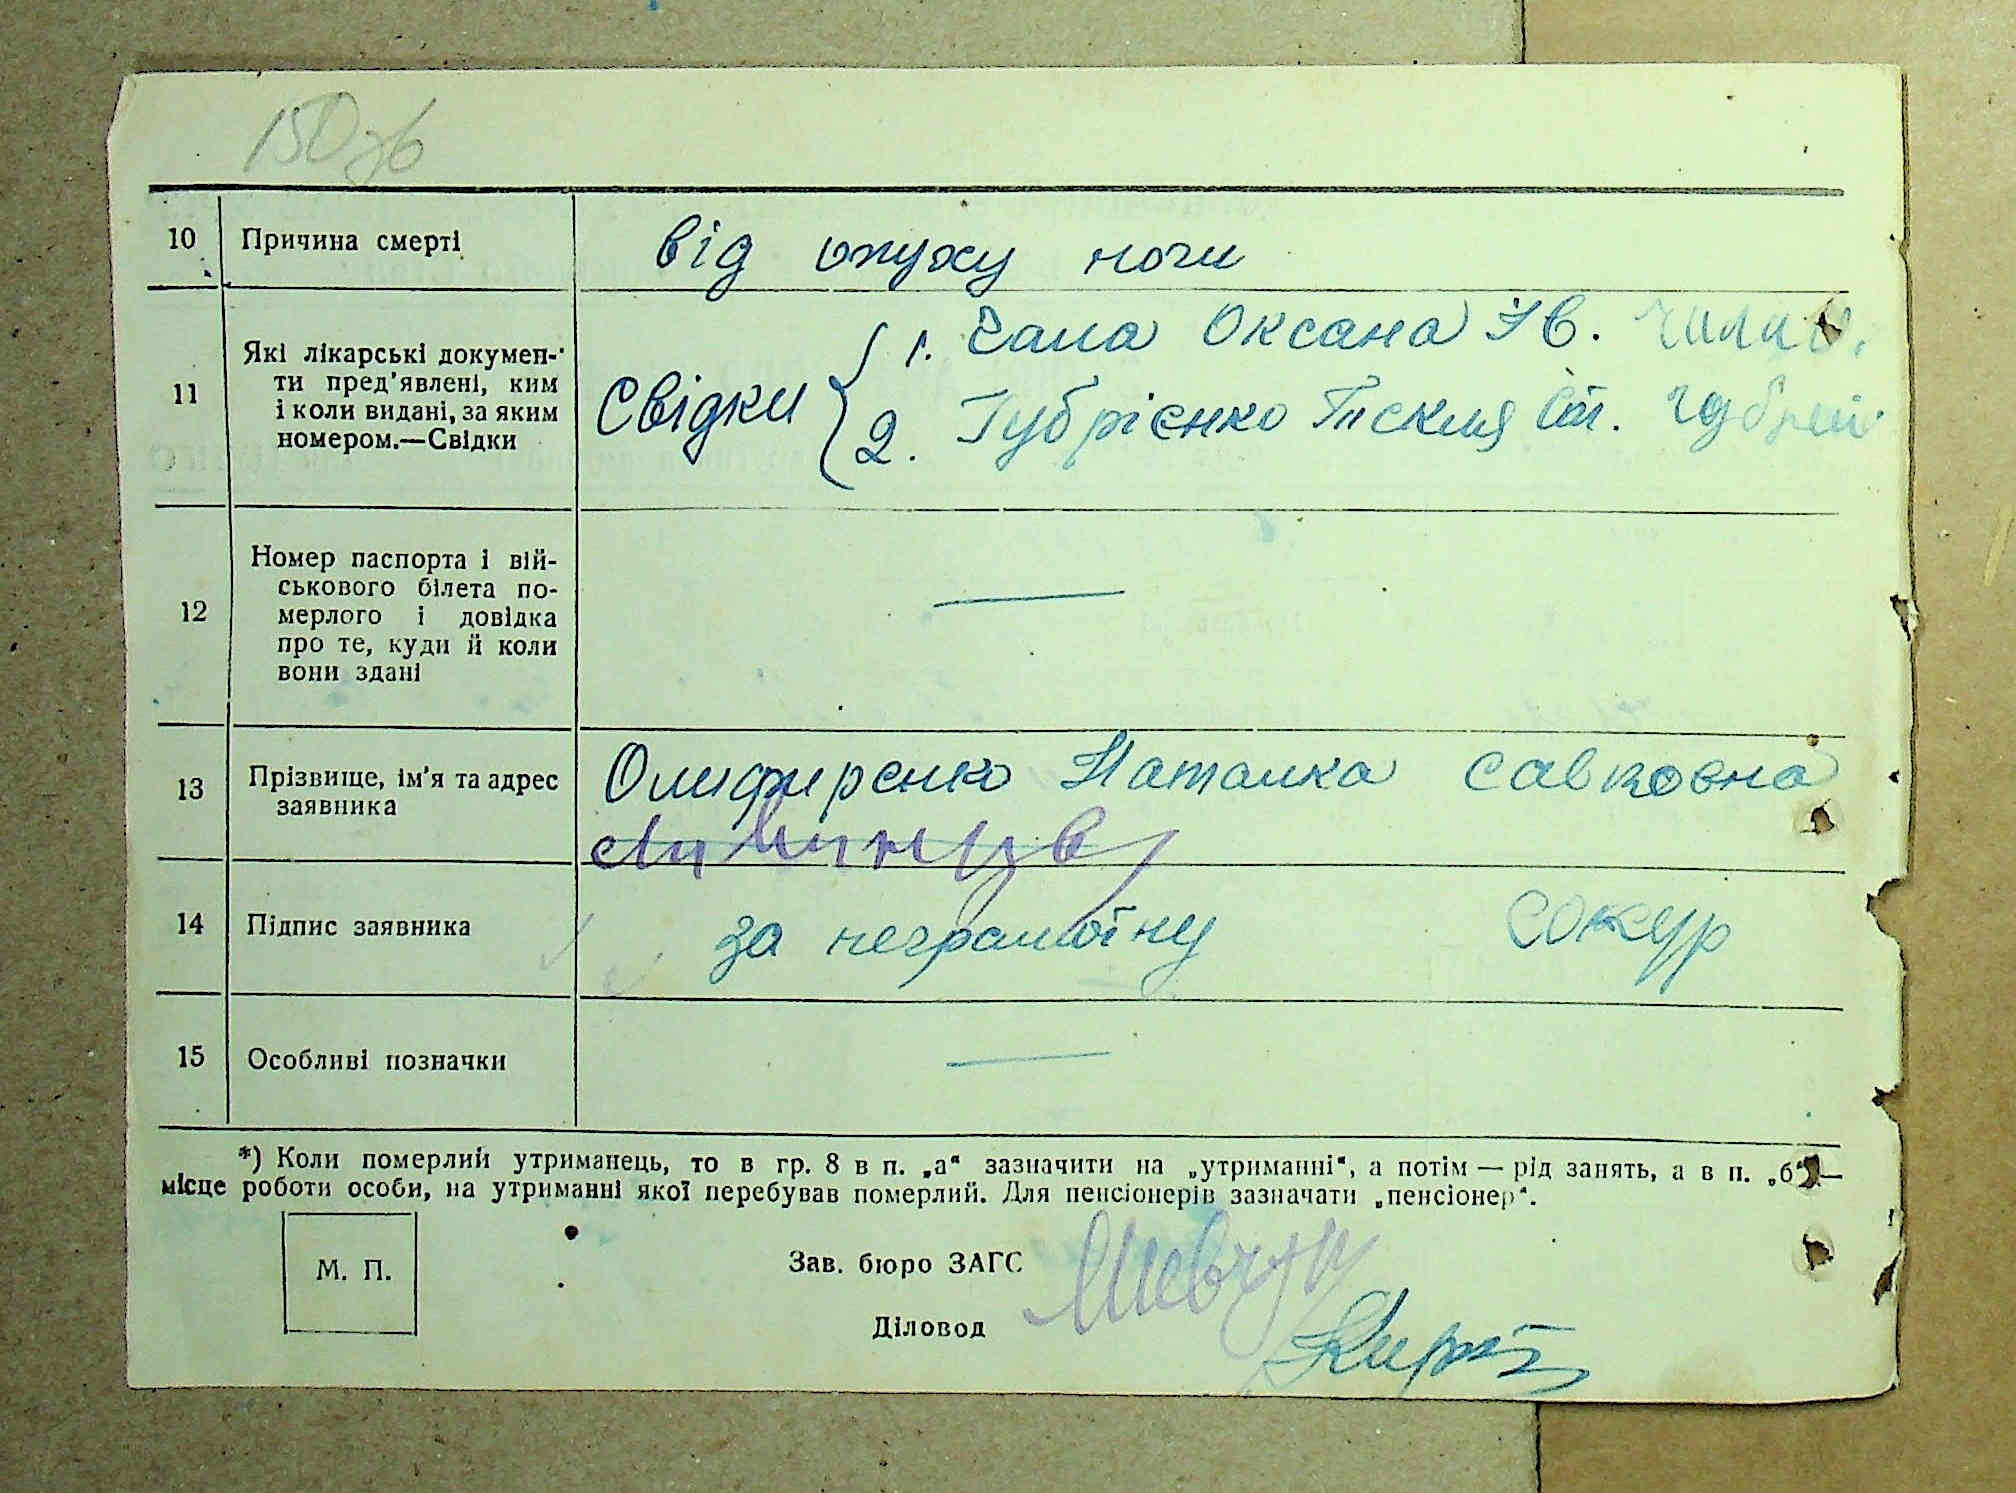 150 зв
10 Причина смерті від опуху ноги
11 Які лікарські докумен-
ти пред'явлені, ким
і коли видані, за яким
номером.—Свідки
Свідки
1. Оксана Ів.
2. Губрієнко Ст.
12 Номер паспорта і вій-
ськового білета по-
мерлого і довідка
про те, куди й коли
вони здані —
13 Прізвище, ім'я та адрес
заявника
Олифиренко Наталка Савковна
14 Підпис заявника за неграмотну Сокур
15 Особливі позначки —
*) Коли померлий утриманець, то в гр. 8 в п. „а“ зазначити на „утриманні“, а потім — рід занять, а в п. „б“—
місце роботи особи, на утриманні якої перебував померлий. Для пенсіонерів зазначати „пенсіонер“.
М. П.
Зав. бюро ЗАГС
Діловод